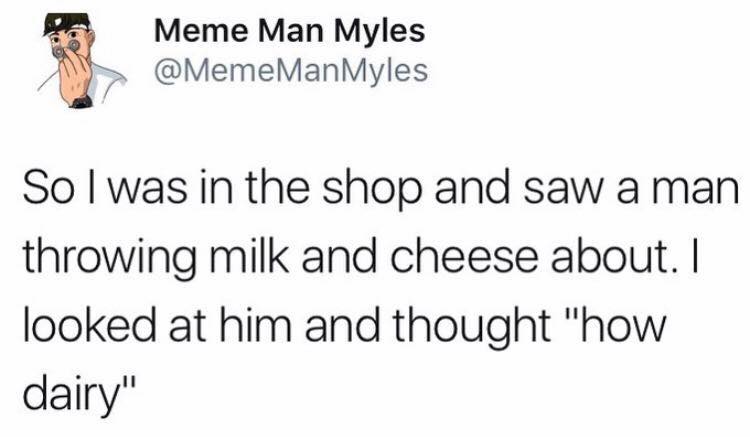 Meme Man Myles
@MemeManMyles
So I was in the shop and saw a man
throwing milk and cheese about. I
looked at him and thought "how
dairy"